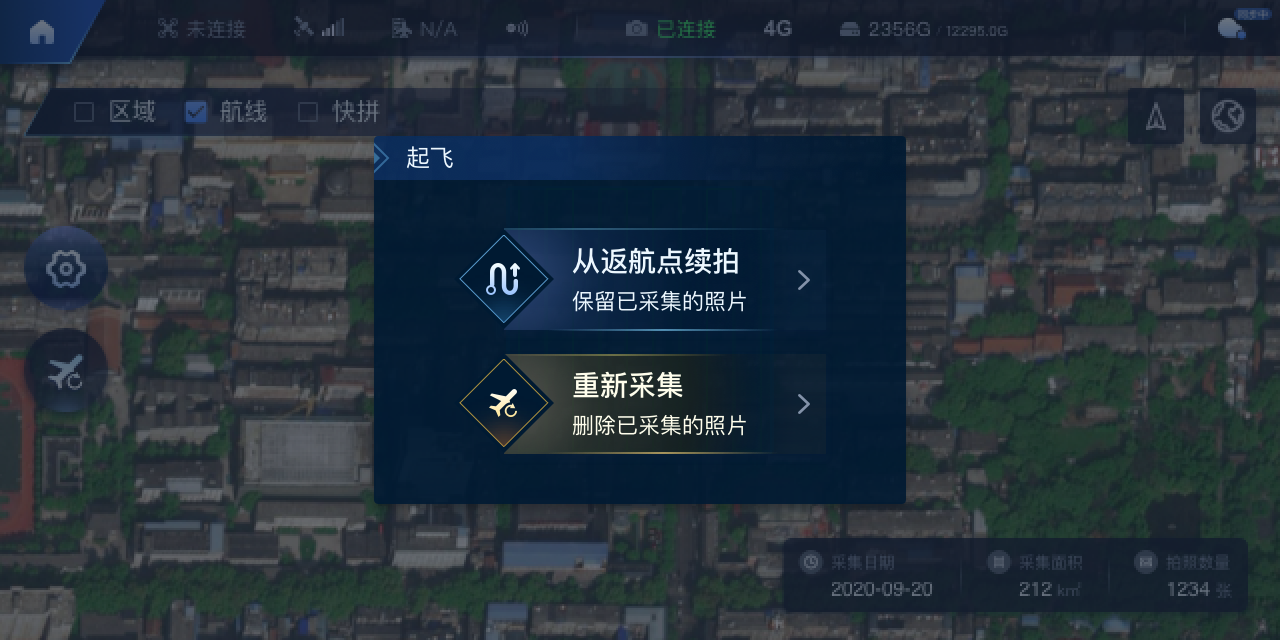 未连接
N/A
已连接
4G
2356G / 12295.0G
同步中
区域
航线
快拼
起飞
从返航点续拍
保留已采集的照片
重新采集
删除已采集的照片
采集日期
2020-09-20
采集面积
212 km²
拍照数量
1234 张